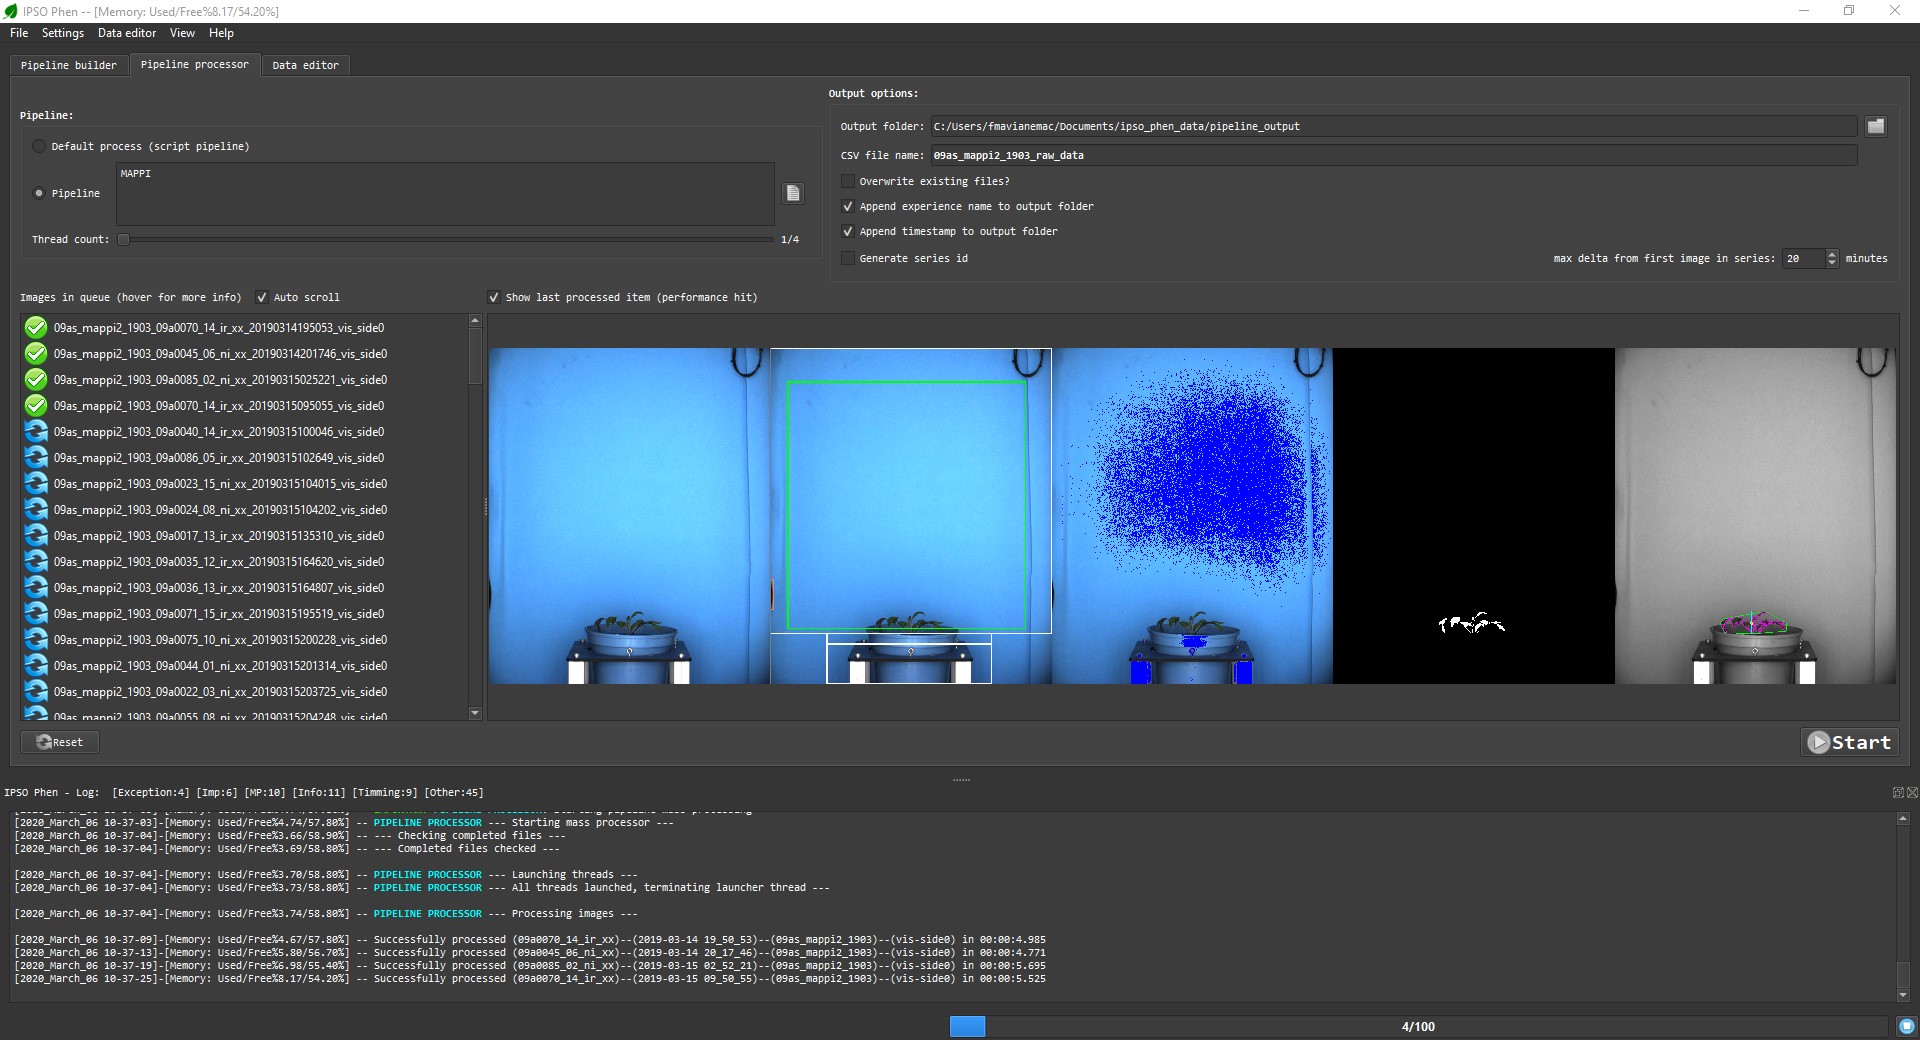 IPSO Phen -- [Memory: Used/Free%8.17/54.20%]
File Settings Data editor View Help
Pipeline builder Pipeline processor Data editor
Output options:
Pipeline:
Output folder: C:/Users/fmavianemac/Documents/ipso_phen_data/pipeline_output
Default process (script pipeline)
CSV file name: 09as_mappi2_1903_raw_data
MAPPI
Overwrite existing files?
Pipeline
Append experience name to output folder
Append timestamp to output folder
Thread count: 1/4
Generate series id max delta from first image in series: 20 minutes
Images in queue (hover for more info) Auto scroll Show last processed item (performance hit)
09as_mappi2_1903_09a0070_14_ir_xx_20190314195053_vis_side0
09as_mappi2_1903_09a0045_06_ni_xx_20190314201746_vis_side0
09as_mappi2_1903_09a0085_02_ni_xx_20190315025221_vis_side0
09as_mappi2_1903_09a0070_14_ir_xx_20190315095055_vis_side0
09as_mappi2_1903_09a0040_14_ir_xx_20190315100046_vis_side0
09as_mappi2_1903_09a0086_05_ir_xx_20190315102649_vis_side0
09as_mappi2_1903_09a0023_15_ni_xx_20190315104015_vis_side0
09as_mappi2_1903_09a0024_08_ni_xx_20190315104202_vis_side0
09as_mappi2_1903_09a0017_13_ir_xx_20190315135310_vis_side0
09as_mappi2_1903_09a0035_12_ir_xx_20190315164620_vis_side0
09as_mappi2_1903_09a0036_13_ir_xx_20190315164807_vis_side0
09as_mappi2_1903_09a0071_15_ir_xx_20190315195519_vis_side0
09as_mappi2_1903_09a0075_10_ni_xx_20190315200228_vis_side0
09as_mappi2_1903_09a0044_01_ni_xx_20190315201314_vis_side0
09as_mappi2_1903_09a0022_03_ni_xx_20190315203725_vis_side0
09as_mappi2_1903_09a0055_08_ni_xx_20190315204248_vis_side0
Reset Start
IPSO Phen - Log: [Exception:4] [Imp:6] [MP:10] [Info:11] [Timming:9] [Other:45]
[2020_March_06 10-37-03]-[Memory: Used/Free%4.74/57.80%] -- PIPELINE PROCESSOR --- Starting mass processor ---
[2020_March_06 10-37-04]-[Memory: Used/Free%3.66/58.90%] -- --- Checking completed files ---
[2020_March_06 10-37-04]-[Memory: Used/Free%3.69/58.80%] -- --- Completed files checked ---
[2020_March_06 10-37-04]-[Memory: Used/Free%3.70/58.80%] -- PIPELINE PROCESSOR --- Launching threads ---
[2020_March_06 10-37-04]-[Memory: Used/Free%3.73/58.80%] -- PIPELINE PROCESSOR --- All threads launched, terminating launcher thread ---
[2020_March_06 10-37-04]-[Memory: Used/Free%3.74/58.80%] -- PIPELINE PROCESSOR --- Processing images ---
[2020_March_06 10-37-09]-[Memory: Used/Free%4.67/57.80%] -- Successfully processed (09a0070_14_ir_xx)--(2019-03-14 19_50_53)--(09as_mappi2_1903)--(vis-side0) in 00:00:4.985
[2020_March_06 10-37-13]-[Memory: Used/Free%5.80/56.70%] -- Successfully processed (09a0045_06_ni_xx)--(2019-03-14 20_17_46)--(09as_mappi2_1903)--(vis-side0) in 00:00:4.771
[2020_March_06 10-37-19]-[Memory: Used/Free%6.98/55.40%] -- Successfully processed (09a0085_02_ni_xx)--(2019-03-15 02_52_21)--(09as_mappi2_1903)--(vis-side0) in 00:00:5.695
[2020_March_06 10-37-25]-[Memory: Used/Free%8.17/54.20%] -- Successfully processed (09a0070_14_ir_xx)--(2019-03-15 09_50_55)--(09as_mappi2_1903)--(vis-side0) in 00:00:5.525
4/100